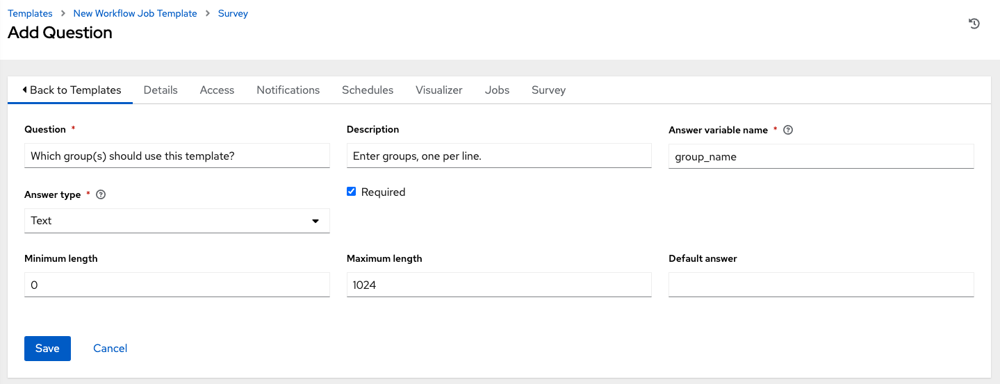 Templates > New Workflow Job Template > Survey
Add Question
Back to Templates Details Access Notifications Schedules Visualizer Jobs Survey
Question * Description Answer variable name *
Which group(s) should use this template? Enter groups, one per line. group_name
Answer type * Required
Text
Minimum length Maximum length Default answer
0 1024
Save Cancel